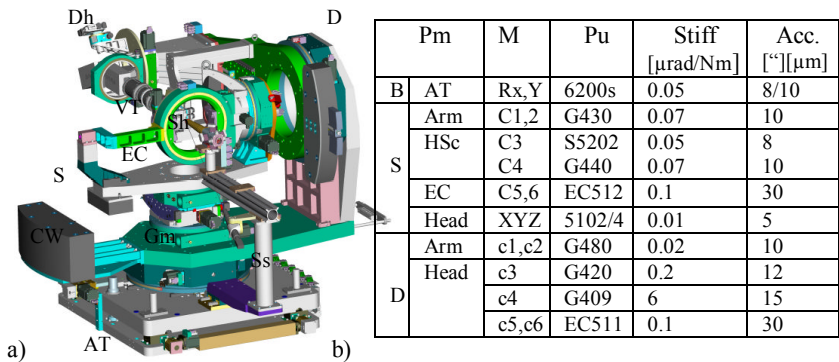 Dh
D
VT
Sh
EC
S
CW
Gm
Ss
AT
a)
b)
Pm M Pu Stiff Acc.
[µrad/Nm] [“][µm]
B AT Rx,Y 6200s 0.05 8/10
S Arm C1,2 G430 0.07 10
HSc C3 S5202 0.05 8
C4 G440 0.07 10
EC C5,6 EC512 0.1 30
Head XYZ 5102/4 0.01 5
D Arm c1,c2 G480 0.02 10
Head c3 G420 0.2 12
c4 G409 6 15
c5,c6 EC511 0.1 30